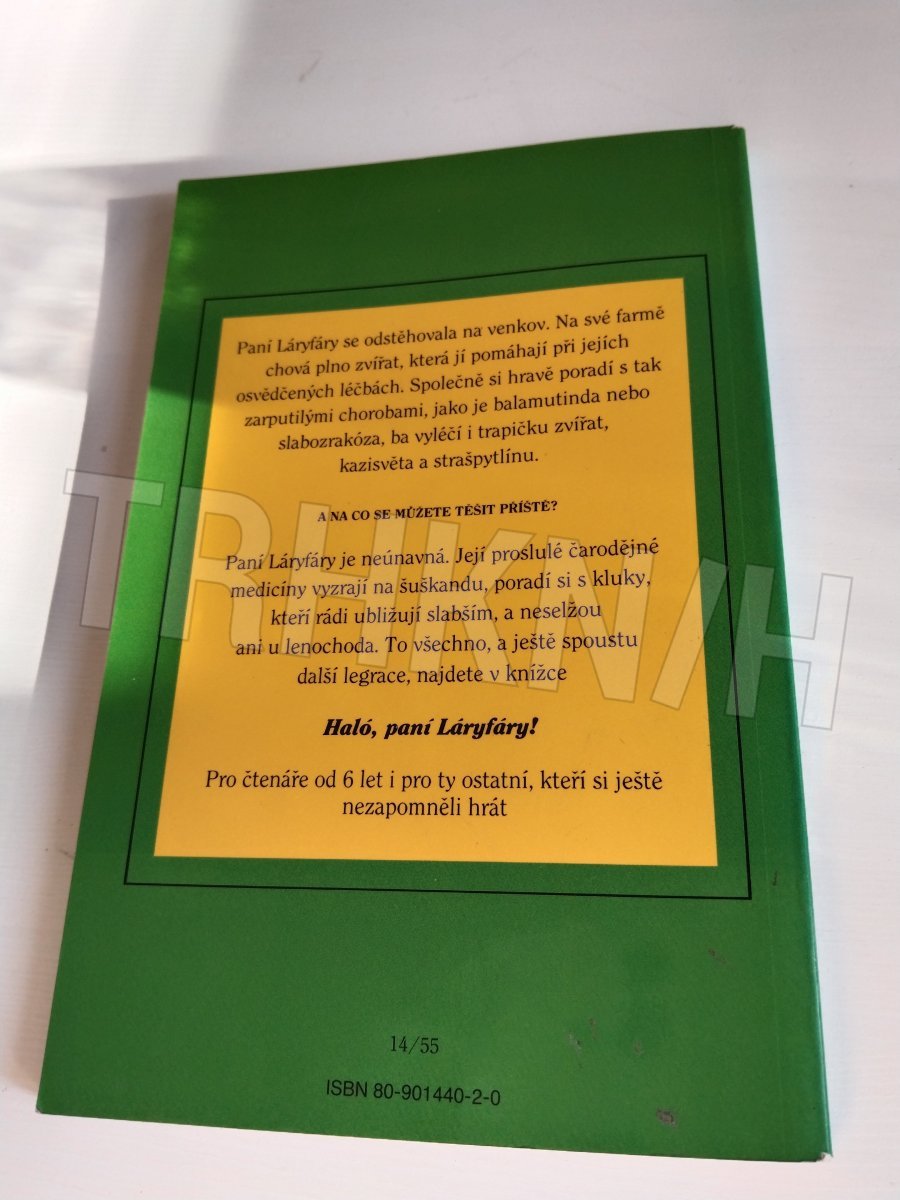 Paní Láryfáry se odstěhovala na venkov. Na své farmě
chová plno zvířat, která jí pomáhají při jejích
osvědčených léčbách. Společně si hravě poradí s tak
zarputilými chorobami, jako je balamutinda nebo
slabozrakóza, ba vyléčí i trapičku zvířat,
kazisvěta a strašpytlínu.
A NA CO SE MŮŽETE TĚŠIT PŘÍŠTĚ?
Paní Láryfáry je neúnavná. Její proslulé čarodějné
medicíny vyzrají na šuškandu, poradí si s kluky,
kteří rádi ubližují slabším, a neselžou
ani u lenochoda. To všechno, a ještě spoustu
další legrace, najdete v knížce
Haló, paní Láryfáry!
Pro čtenáře od 6 let i pro ty ostatní, kteří si ještě
nezapomněli hrát
14/55
ISBN 80-901440-2-0
TRHKNIH